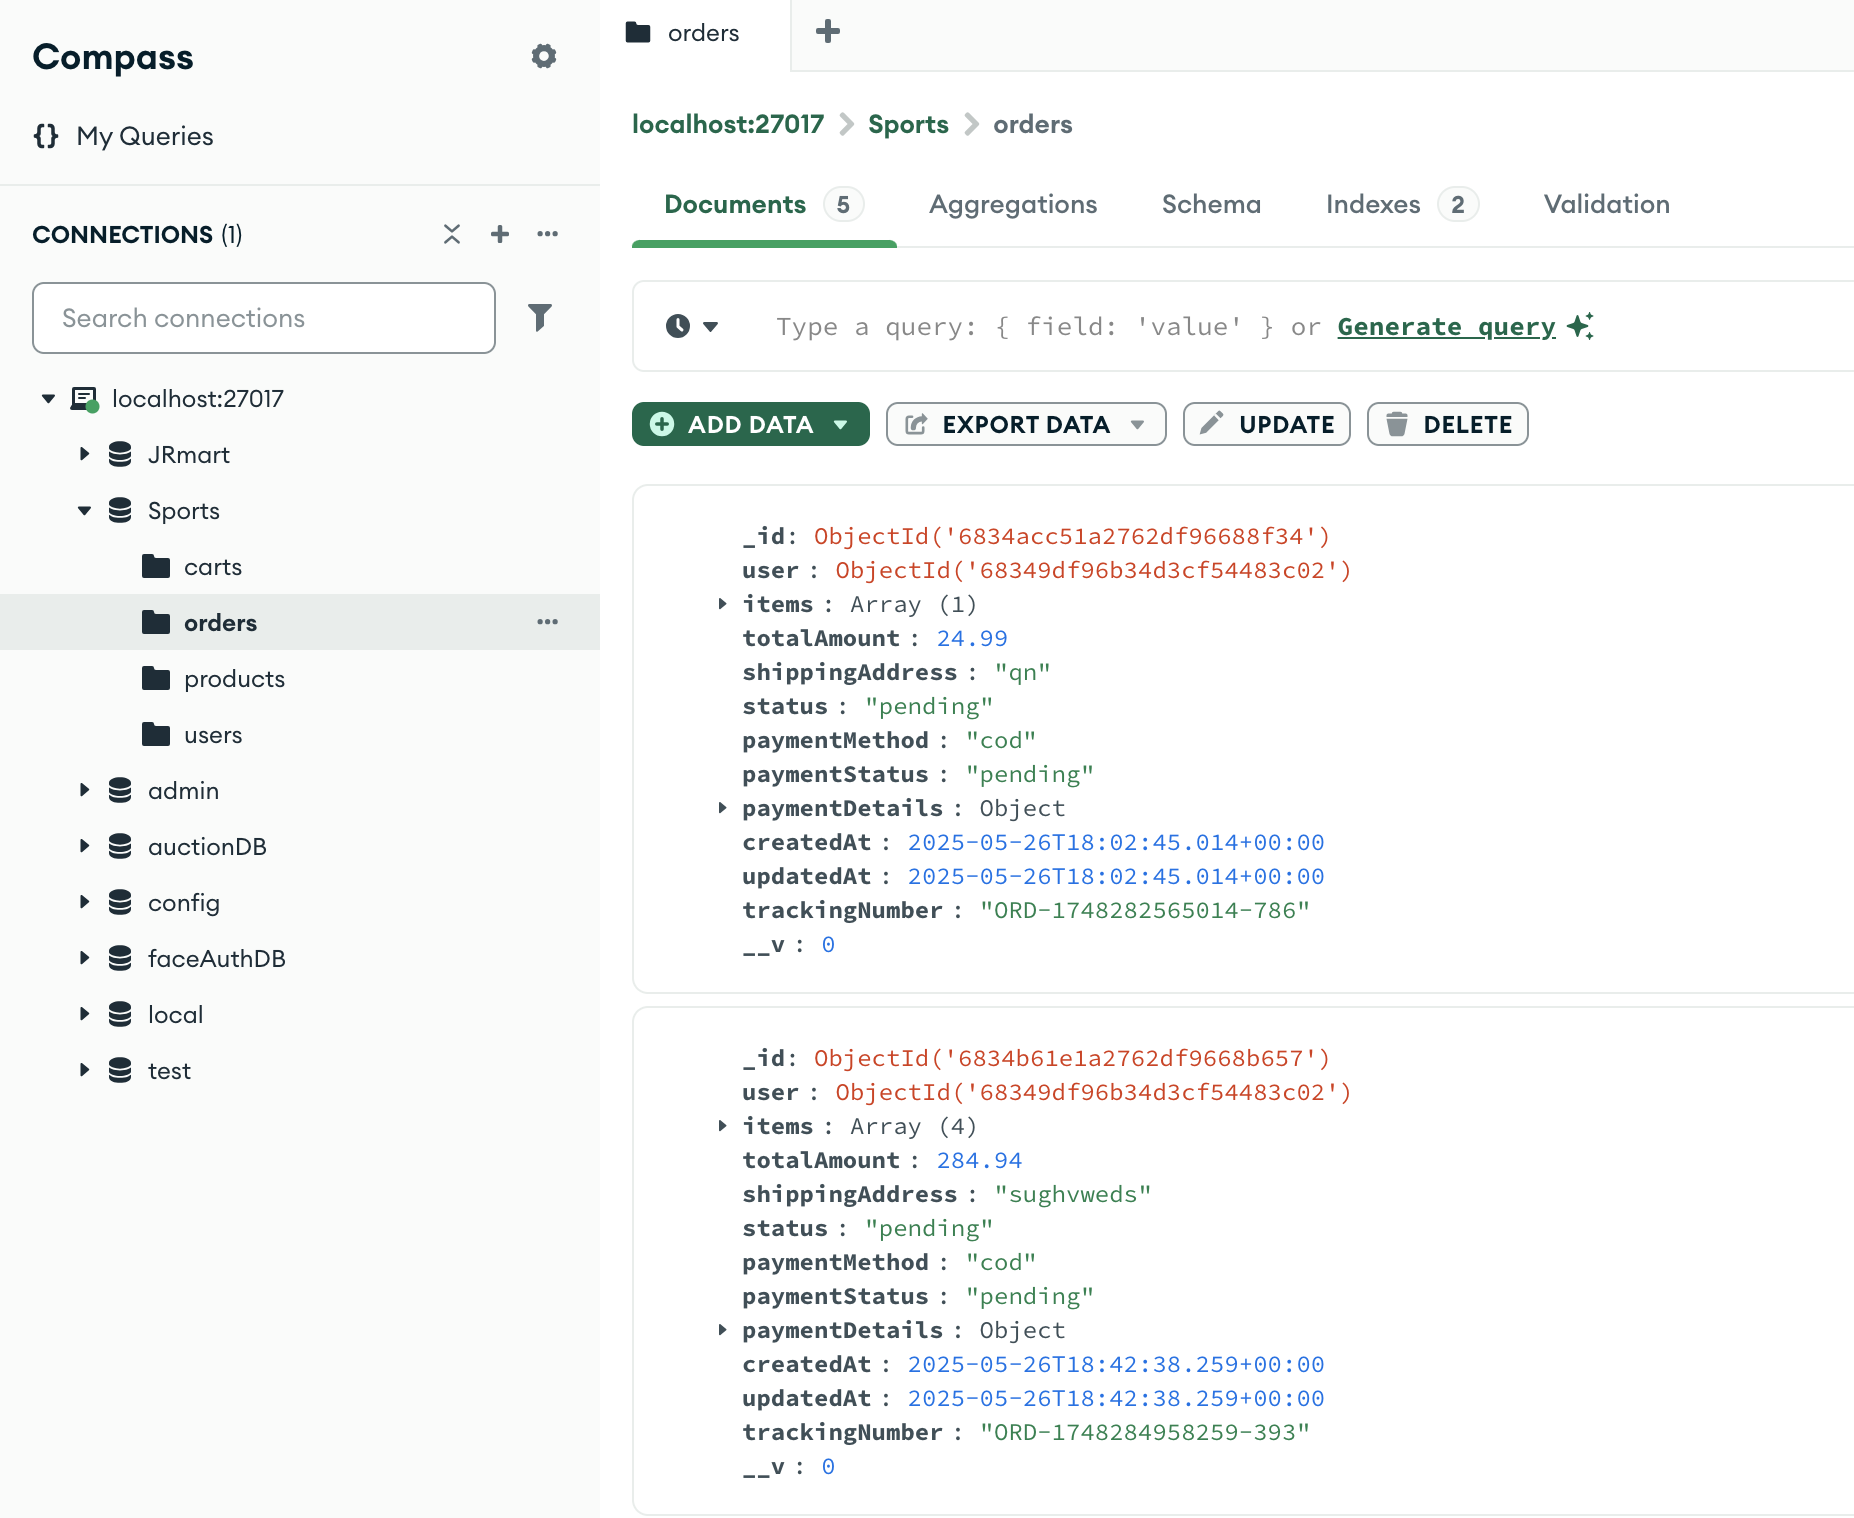 Compass
{} My Queries
CONNECTIONS (1)
Search connections
localhost:27017
JRmart
Sports
carts
orders
products
users
admin
auctionDB
config
faceAuthDB
local
test
orders
localhost:27017 > Sports > orders
Documents 5 Aggregations Schema Indexes 2 Validation
Type a query: { field: 'value' } or Generate query
ADD DATA EXPORT DATA UPDATE DELETE
_id: ObjectId('6834acc51a2762df96688f34')
user : ObjectId('68349df96b34d3cf54483c02')
items : Array (1)
totalAmount : 24.99
shippingAddress : "qn"
status : "pending"
paymentMethod : "cod"
paymentStatus : "pending"
paymentDetails : Object
createdAt : 2025-05-26T18:02:45.014+00:00
updatedAt : 2025-05-26T18:02:45.014+00:00
trackingNumber : "ORD-1748282565014-786"
__v : 0
_id: ObjectId('6834b61e1a2762df9668b657')
user : ObjectId('68349df96b34d3cf54483c02')
items : Array (4)
totalAmount : 284.94
shippingAddress : "sughvweds"
status : "pending"
paymentMethod : "cod"
paymentStatus : "pending"
paymentDetails : Object
createdAt : 2025-05-26T18:42:38.259+00:00
updatedAt : 2025-05-26T18:42:38.259+00:00
trackingNumber : "ORD-1748284958259-393"
__v : 0